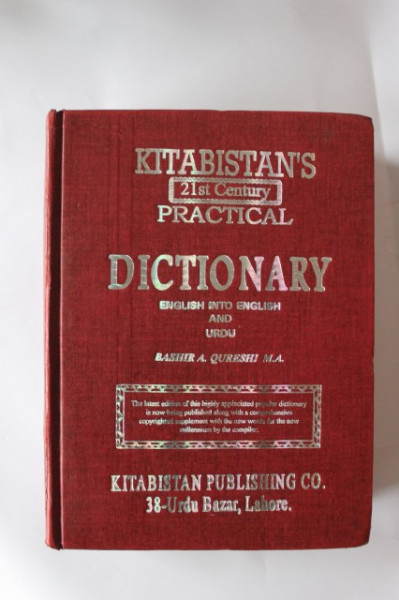 KITABISTAN'S
21st Century
PRACTICAL
DICTIONARY
ENGLISH INTO ENGLISH
AND
URDU
BASHIR A. QURESHI M.A.
The latest edition of this highly appreciated popular dictionary
is now being published along with a comprehensive
copyrighted supplement with the new words for the new
millennium by the compiler.
KITABISTAN PUBLISHING CO.
38-Urdu Bazar, Lahore.